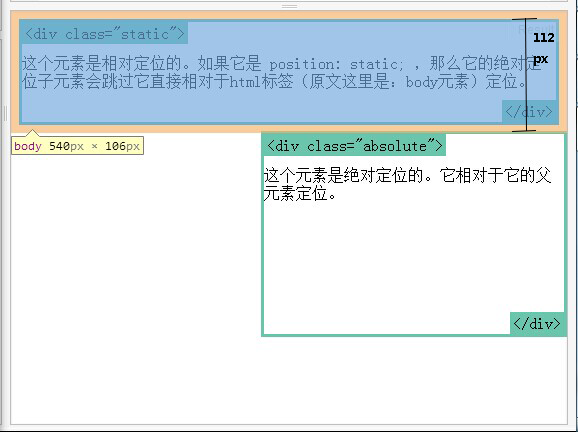 <div class="static">
112
px
这个元素是相对定位的。如果它是 position: static; ，那么它的绝对定
位子元素会跳过它直接相对于html标签（原文这里是：body元素）定位。
</div>
body 540px × 106px
<div class="absolute">
这个元素是绝对定位的。它相对于它的父
元素定位。
</div>